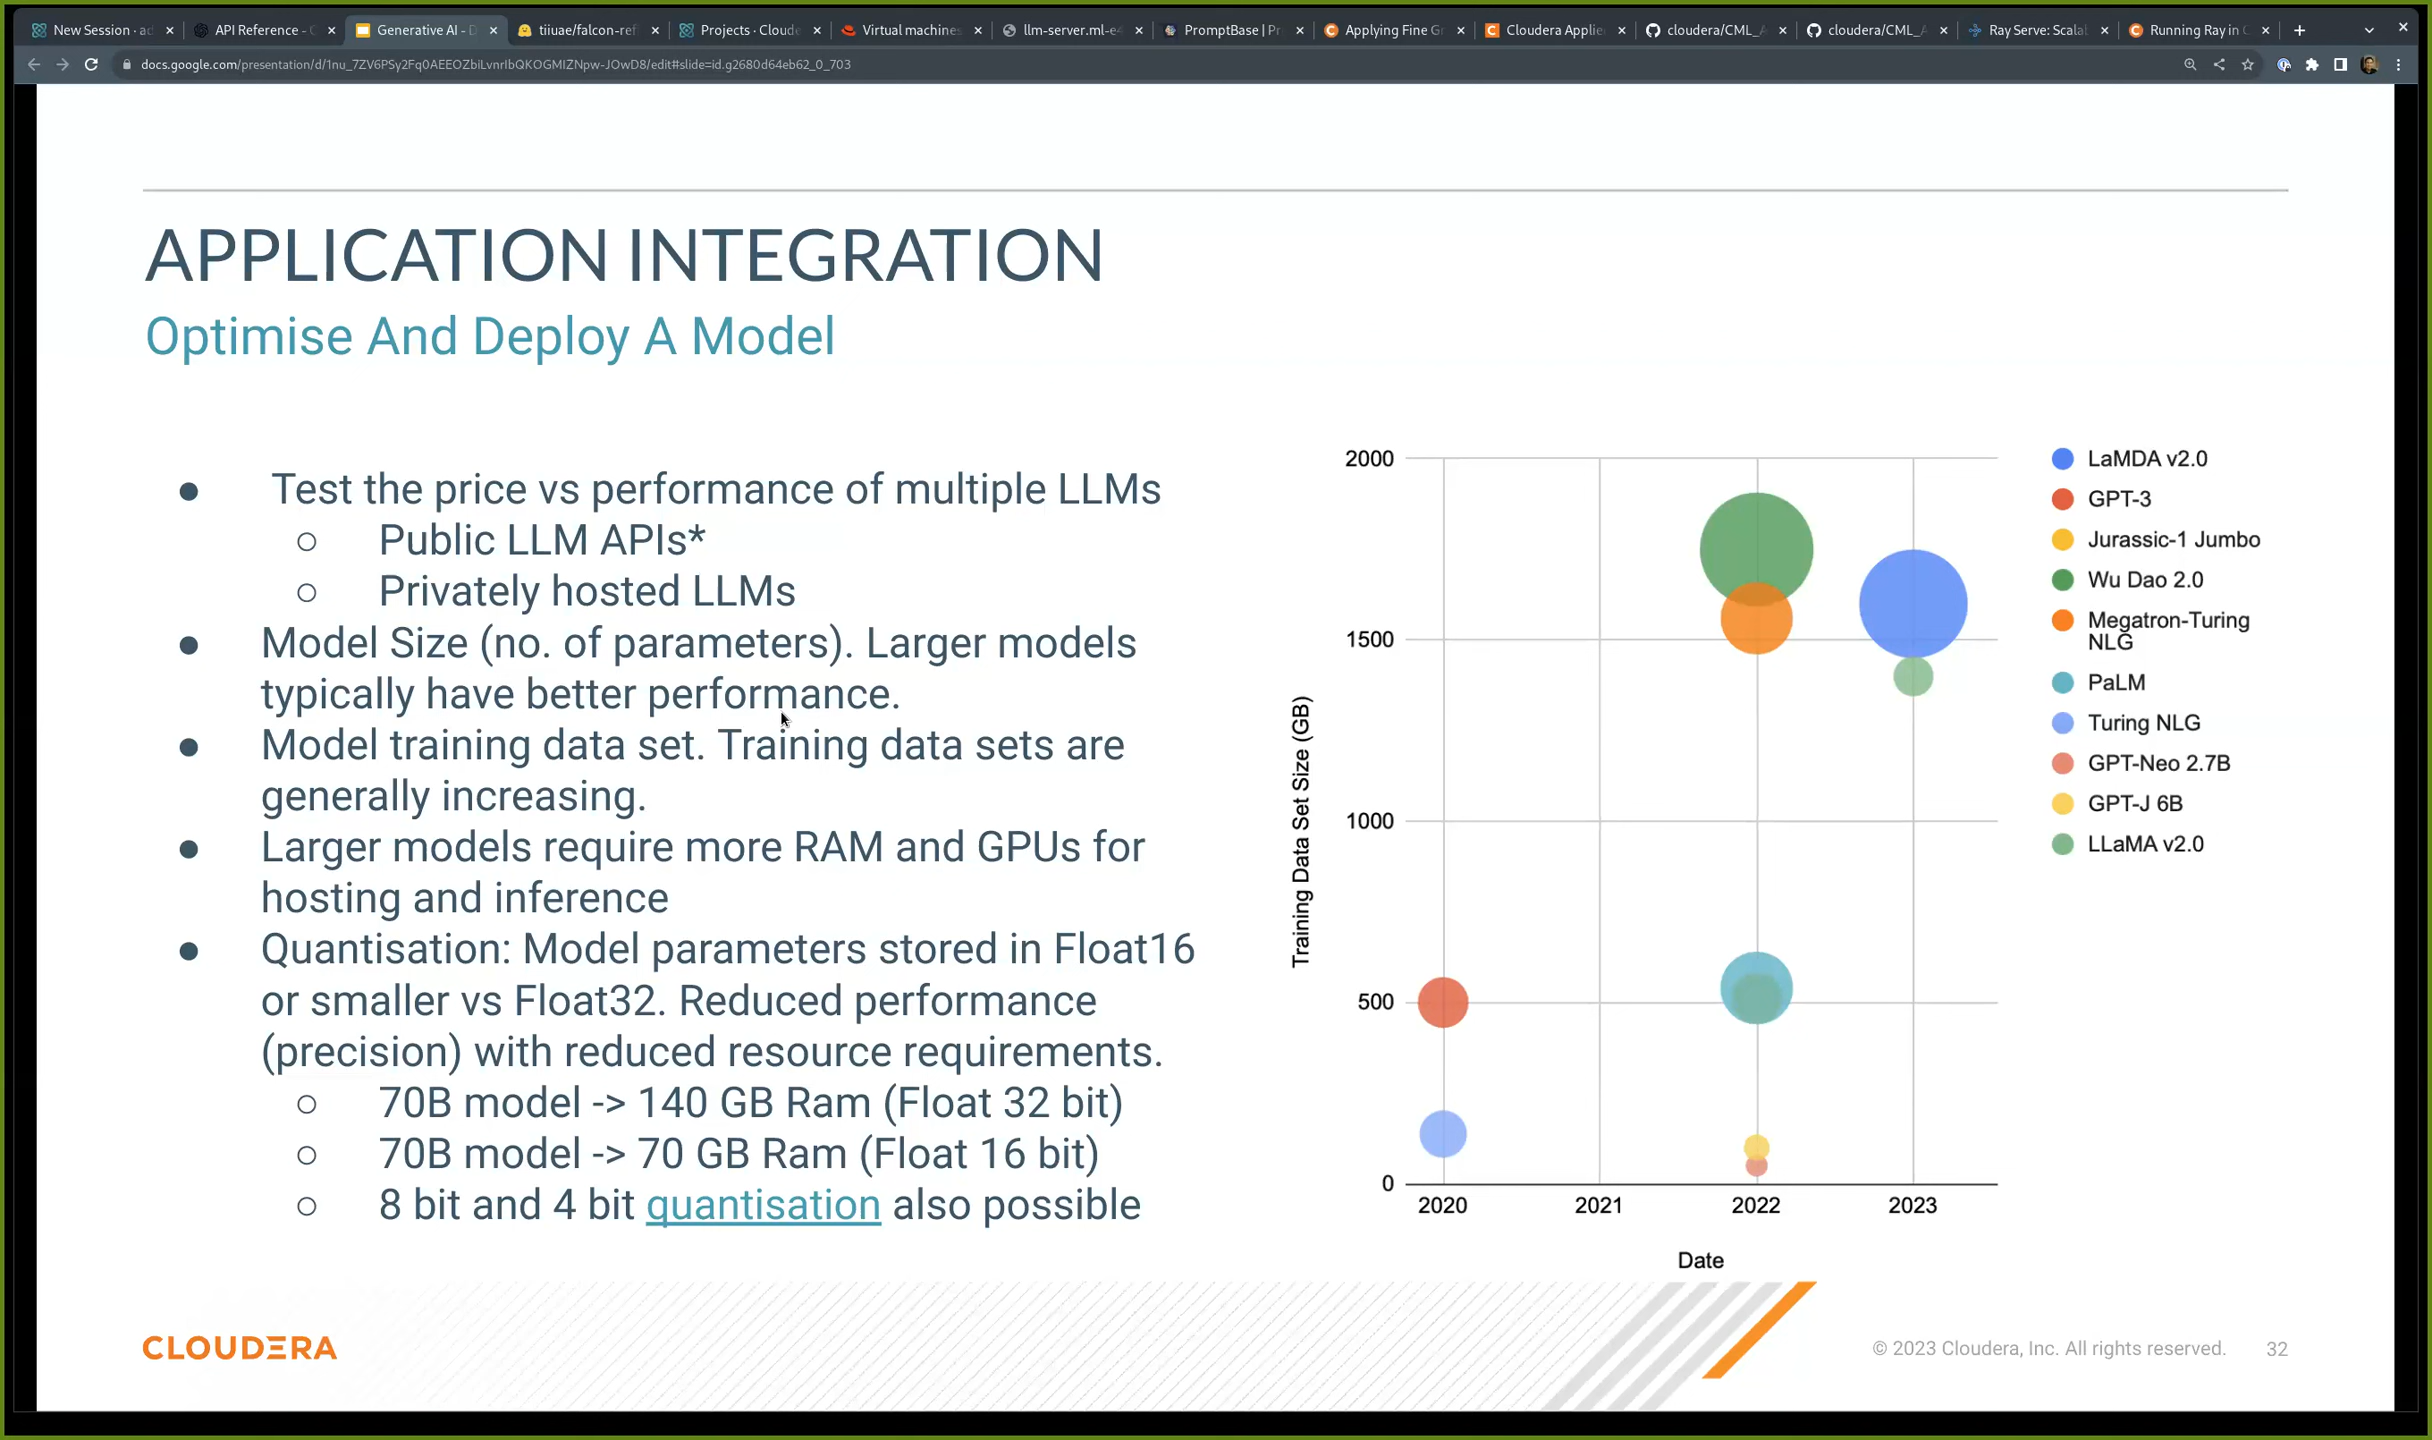 New Session · ad
API Reference - O
Generative AI - D
tiiuae/falcon-ref
Projects - Cloude
Virtual machines
llm-server.ml-e4
PromptBase | Pr
Applying Fine Gr
Cloudera Applie
cloudera/CML_A
cloudera/CML_A
Ray Serve: Scalal
Running Ray in C
docs.google.com/presentation/d/1nu_7ZV6PSy2Fq0AEEOZbiLvnrIbQKOGMIZNpw-JOwD8/edit#slide=id.g2680d64eb62_0_703
APPLICATION INTEGRATION
Optimise And Deploy A Model
● Test the price vs performance of multiple LLMs
○ Public LLM APIs*
○ Privately hosted LLMs
● Model Size (no. of parameters). Larger models
typically have better performance.
● Model training data set. Training data sets are
generally increasing.
● Larger models require more RAM and GPUs for
hosting and inference
● Quantisation: Model parameters stored in Float16
or smaller vs Float32. Reduced performance
(precision) with reduced resource requirements.
○ 70B model -> 140 GB Ram (Float 32 bit)
○ 70B model -> 70 GB Ram (Float 16 bit)
○ 8 bit and 4 bit quantisation also possible
Training Data Set Size (GB)
2000
1500
1000
500
0
2020
2021
2022
2023
Date
LaMDA v2.0
GPT-3
Jurassic-1 Jumbo
Wu Dao 2.0
Megatron-Turing
NLG
PaLM
Turing NLG
GPT-Neo 2.7B
GPT-J 6B
LLaMA v2.0
CLOUDERA
© 2023 Cloudera, Inc. All rights reserved.
32